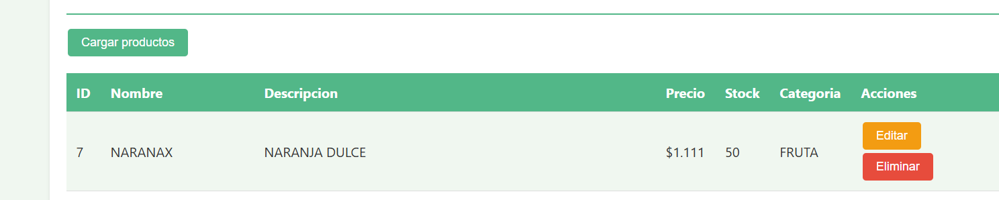 Cargar productos
ID Nombre Descripcion Precio Stock Categoria Acciones
7 NARANAX NARANJA DULCE $1.111 50 FRUTA Editar
Eliminar